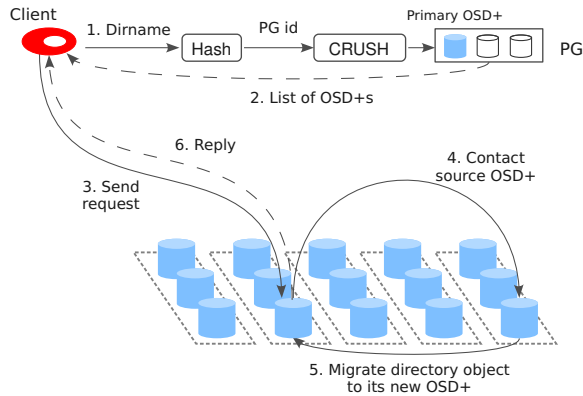 Client
1. Dirname
Hash
PG id
CRUSH
Primary OSD+
PG
2. List of OSD+s
6. Reply
3. Send
request
4. Contact
source OSD+
5. Migrate directory object
to its new OSD+